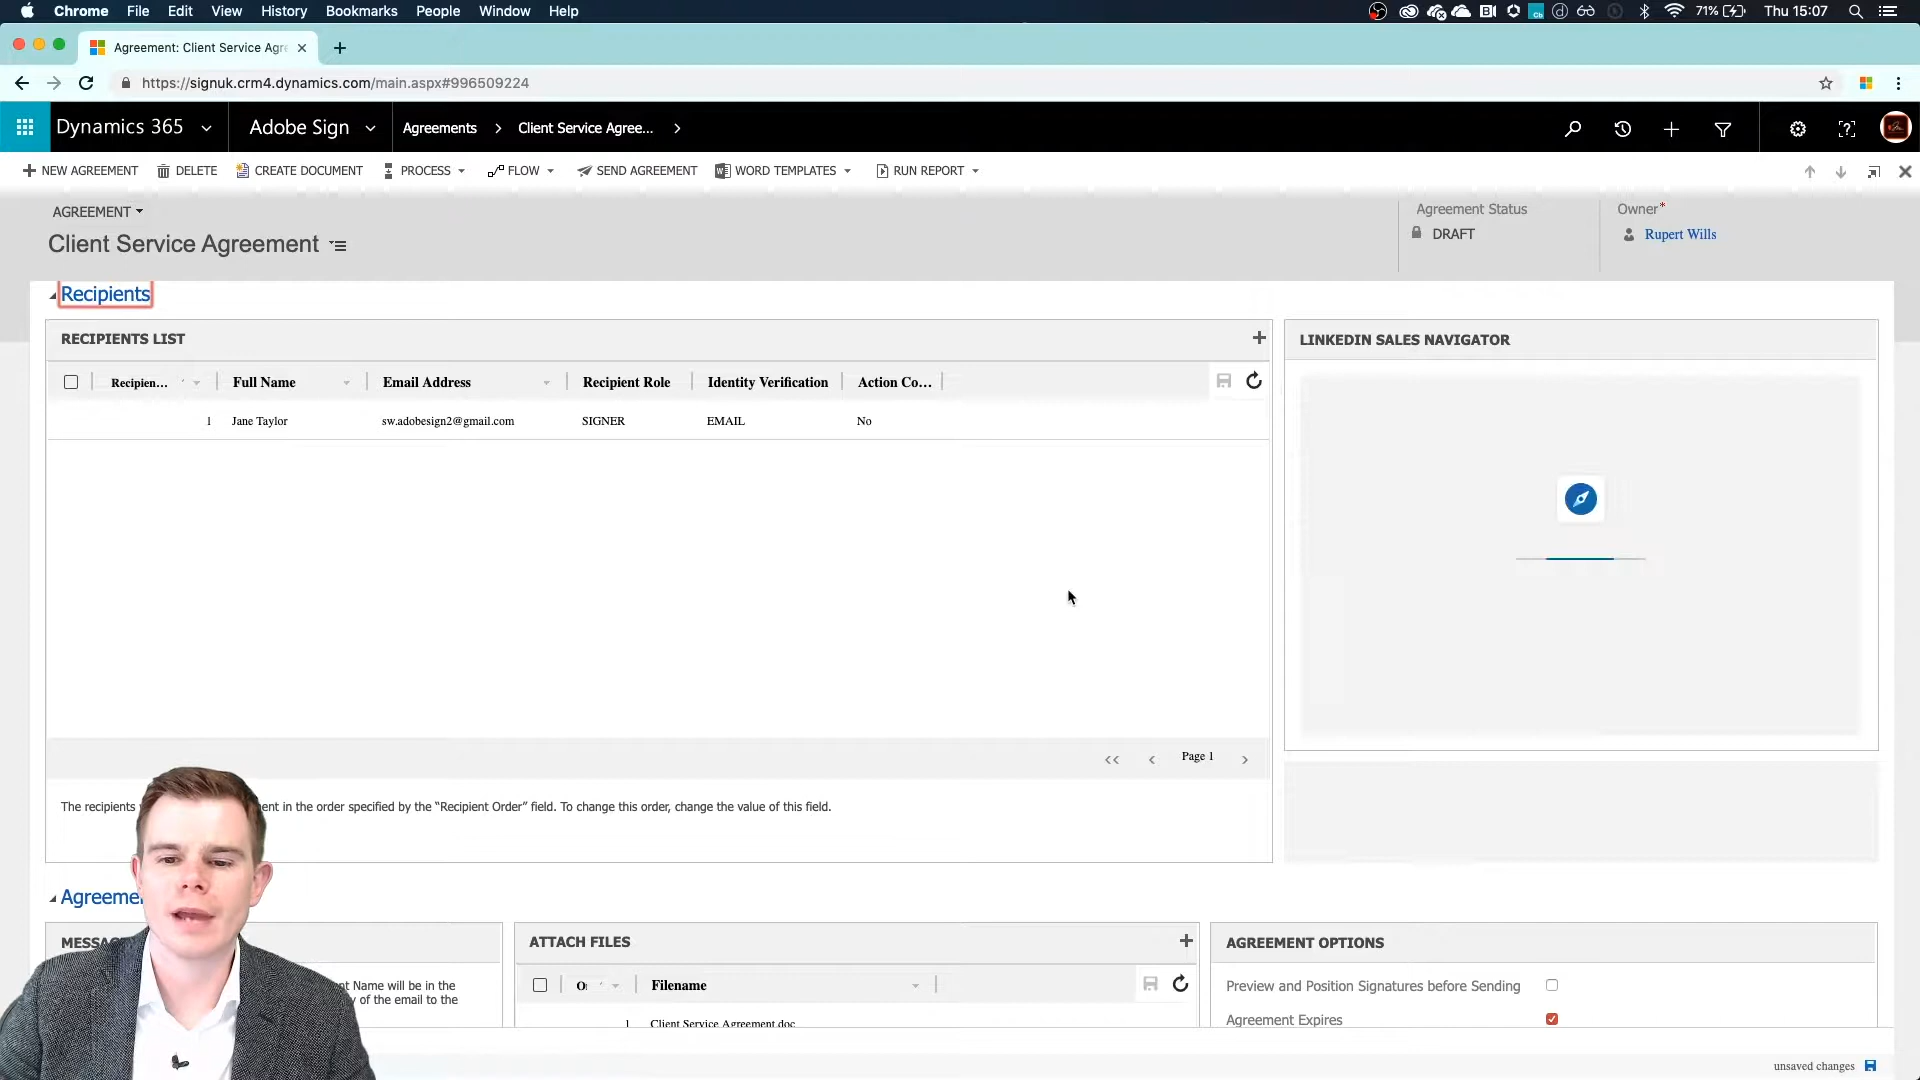 Chrome File Edit View History Bookmarks People Window Help
71% Thu 15:07
Agreement: Client Service Agre
https://signuk.crm4.dynamics.com/main.aspx#996509224
Dynamics 365 Adobe Sign Agreements > Client Service Agree... >
NEW AGREEMENT DELETE CREATE DOCUMENT PROCESS FLOW SEND AGREEMENT WORD TEMPLATES RUN REPORT
AGREEMENT
Client Service Agreement
Agreement Status
DRAFT
Owner*
Rupert Wills
Recipients
RECIPIENTS LIST
Recipien... Full Name Email Address Recipient Role Identity Verification Action Co...
1 Jane Taylor sw.adobesign2@gmail.com SIGNER EMAIL No
Page 1
The recipients ent in the order specified by the “Recipient Order” field. To change this order, change the value of this field.
LINKEDIN SALES NAVIGATOR
Agreeme
MESSA
nt Name will be in the
y of the email to the
ATTACH FILES
Filename
1 Client Service Agreement.doc
AGREEMENT OPTIONS
Preview and Position Signatures before Sending
Agreement Expires
unsaved changes